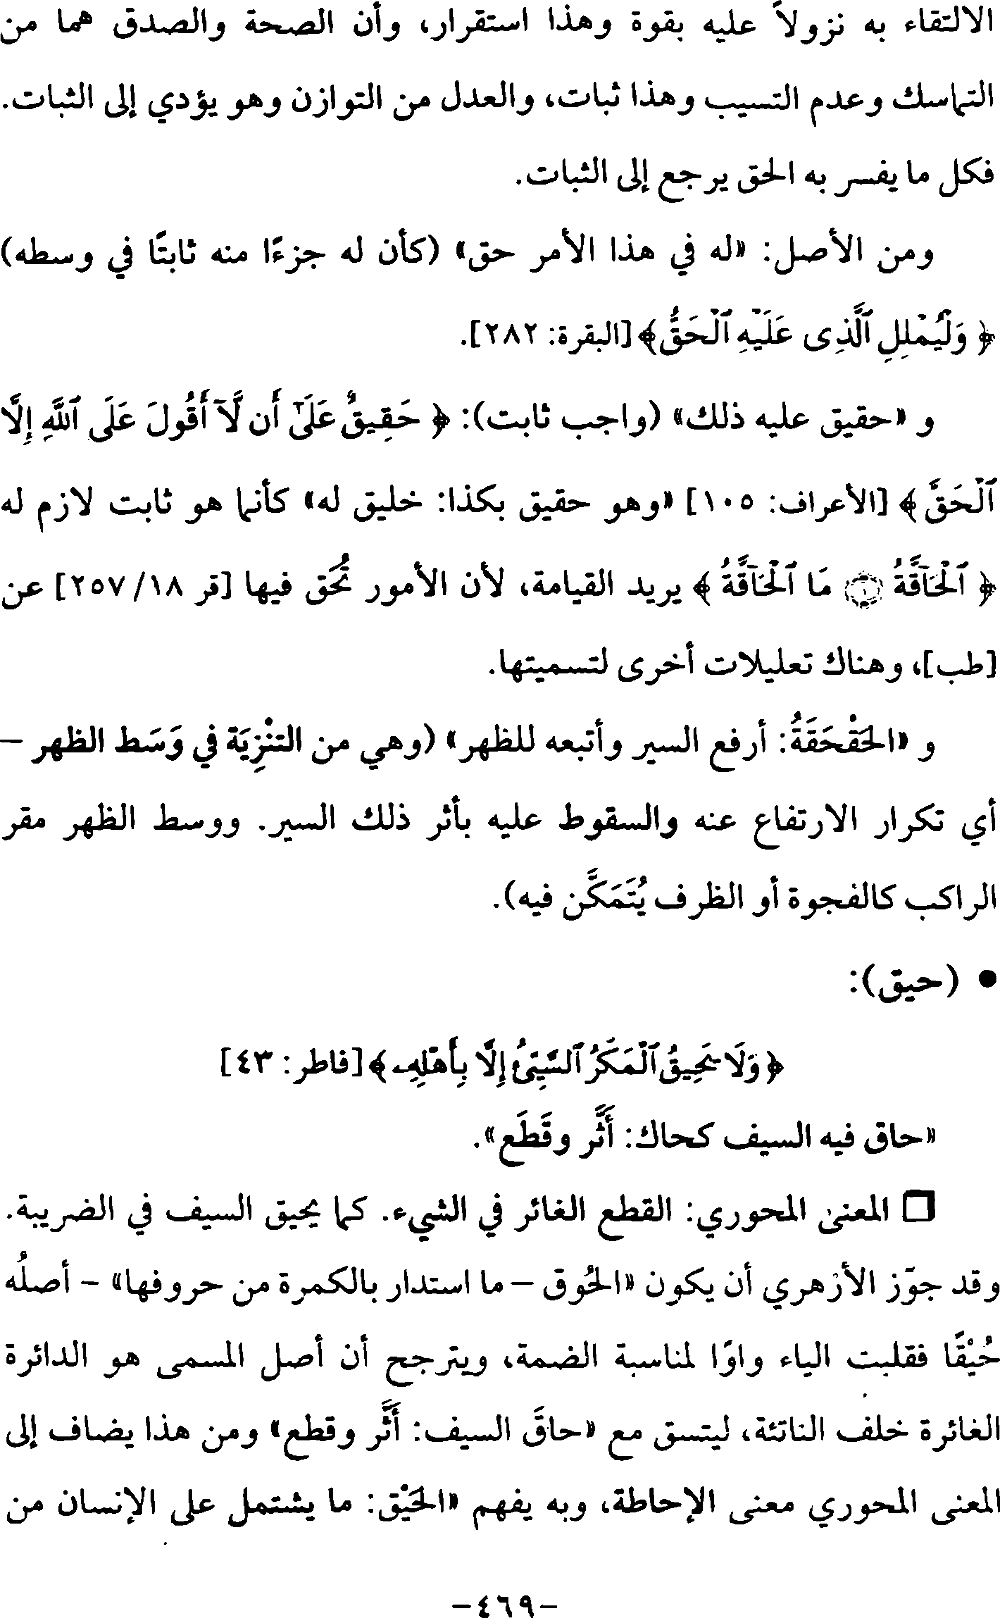 الالتقاء به نزولاً عليه بقوة وهذا استقرار، وأن الصحة والصدق هما من
التماسك وعدم التسيب وهذا ثبات، والعدل من التوازن وهو يؤدي إلى الثبات.
فكل ما يفسر به الحق يرجع إلى الثبات.
ومن الأصل: «له في هذا الأمر حق» (كأن له جزءًا منه ثابتًا في وسطه)
﴿ وَلْيُمْلِلِ ٱلَّذِى عَلَيْهِ ٱلْحَقُّ﴾ [البقرة: ٢٨٢].
و «حقيق عليه ذلك» (واجب ثابت): ﴿ حَقِيقٌ عَلَىٰٓ أَن لَّآ أَقُولَ عَلَى ٱللَّهِ إِلَّا
ٱلْحَقَّ ﴾ [الأعراف: ١٠٥] «وهو حقيق بكذا: خليق له» كأنما هو ثابت لازم له
﴿ ٱلْحَآقَّةُ ۝١ مَا ٱلْحَآقَّةُ ﴾ يريد القيامة، لأن الأمور تُحَق فيها [قر ١٨/ ٢٥٧] عن
[طب]، وهناك تعليلات أخرى لتسميتها.
و «الحَقْحَقَةُ: أرفع السير وأتبعه للظهر» (وهي من التنْزِيَة في وَسَط الظهر –
أي تكرار الارتفاع عنه والسقوط عليه بأثر ذلك السير. ووسط الظهر مقر
الراكب كالفجوة أو الظرف يُتَمَكَّن فيه).
• (حيق):
﴿ وَلَا يَحِيقُ ٱلْمَكْرُ ٱلسَّيِّئُ إِلَّا بِأَهْلِهِۦ ﴾ [فاطر: ٤٣]
«حاق فيه السيف كحاك: أَثَّر وقَطَع».
❒ المعنى المحوري: القطع الغائر في الشيء. كما يحيق السيف في الضريبة.
وقد جوّز الأزهري أن يكون «الحُوق – ما استدار بالكمرة من حروفها» – أصلُه
حُيْقًا فقلبت الياء واوًا لمناسبة الضمة، ويترجح أن أصل المسمى هو الدائرة
الغائرة خلف الناتئة، ليتسق مع «حاقَ السيف: أَثَّر وقطع» ومن هذا يضاف إلى
المعنى المحوري معنى الإحاطة، وبه يفهم «الحَيْق: ما يشتمل على الإنسان من
-٤٦٩-